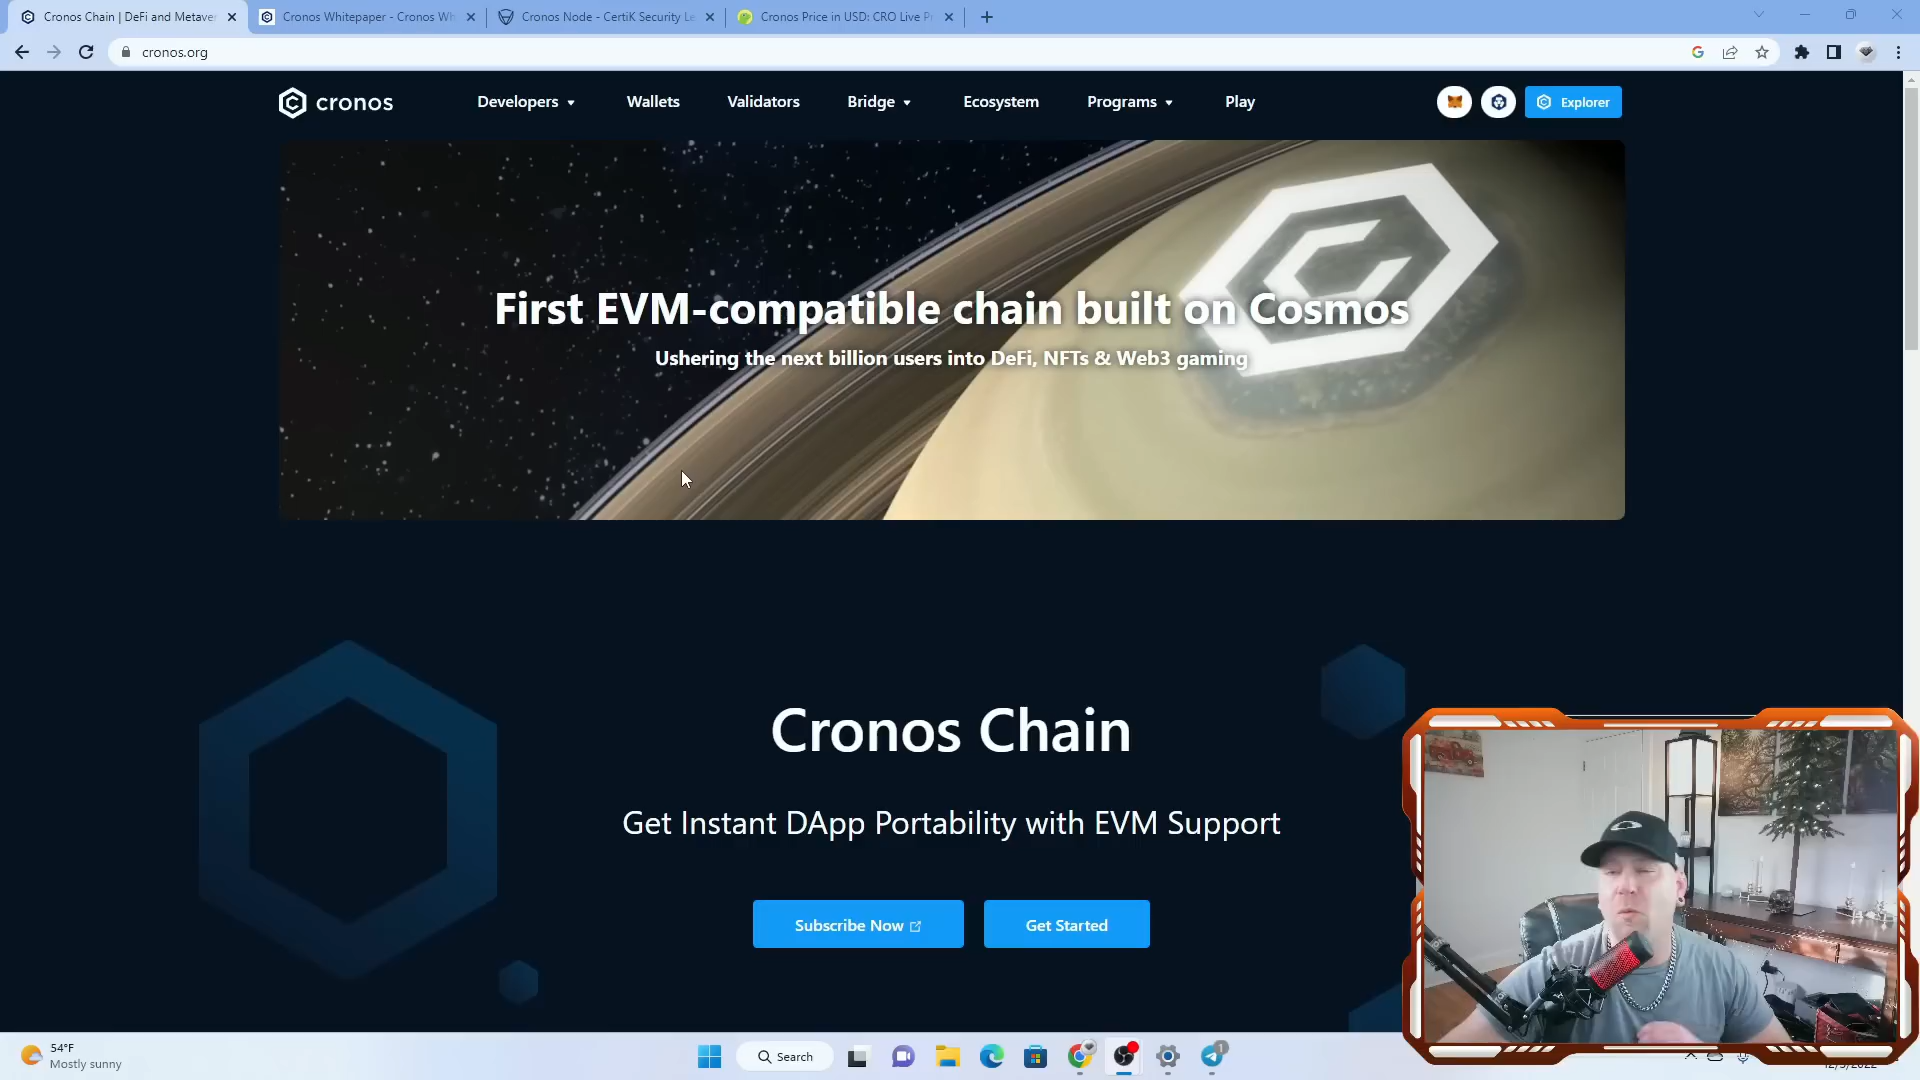 Cronos Chain | DeFi and Metaver
Cronos Whitepaper - Cronos Wh
Cronos Node - CertiK Security Le
Cronos Price in USD: CRO Live Pr
cronos.org
cronos
Developers
Wallets
Validators
Bridge
Ecosystem
Programs
Play
Explorer
First EVM-compatible chain built on Cosmos
Ushering the next billion users into DeFi, NFTs & Web3 gaming
Cronos Chain
Get Instant DApp Portability with EVM Support
Subscribe Now
Get Started
54°F
Mostly sunny
Search
1